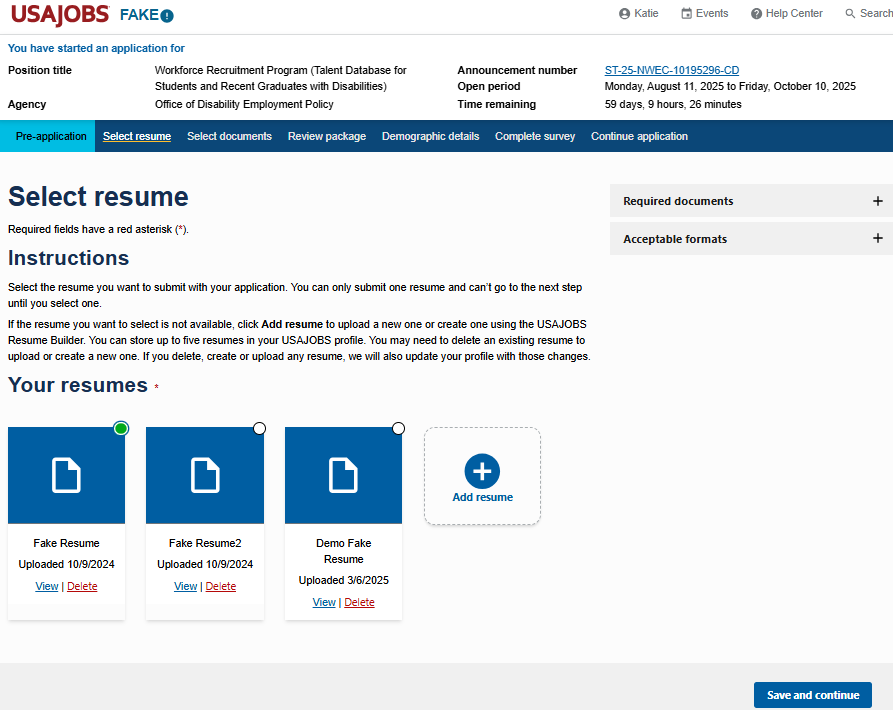 USAJOBS FAKE
Katie Events Help Center Search
You have started an application for
Position title Workforce Recruitment Program (Talent Database for
Students and Recent Graduates with Disabilities)
Agency Office of Disability Employment Policy
Announcement number ST-25-NWEC-10195296-CD
Open period Monday, August 11, 2025 to Friday, October 10, 2025
Time remaining 59 days, 9 hours, 26 minutes
Pre-application Select resume Select documents Review package Demographic details Complete survey Continue application
Select resume
Required fields have a red asterisk (*).
Instructions
Select the resume you want to submit with your application. You can only submit one resume and can't go to the next step
until you select one.
If the resume you want to select is not available, click Add resume to upload a new one or create one using the USAJOBS
Resume Builder. You can store up to five resumes in your USAJOBS profile. You may need to delete an existing resume to
upload or create a new one. If you delete, create or upload any resume, we will also update your profile with those changes.
Your resumes *
Fake Resume
Uploaded 10/9/2024
View | Delete
Fake Resume2
Uploaded 10/9/2024
View | Delete
Demo Fake
Resume
Uploaded 3/6/2025
View | Delete
Add resume
Required documents +
Acceptable formats +
Save and continue